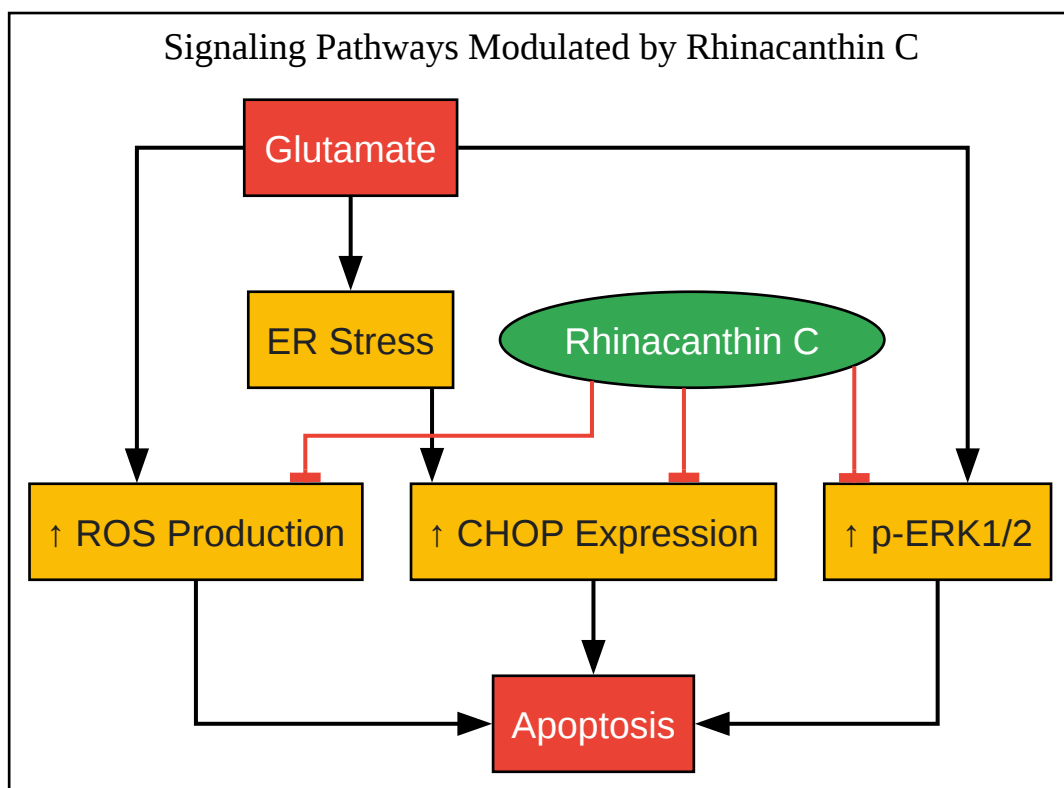 Signaling Pathways Modulated by Rhinacanthin C
Glutamate
ER Stress
Rhinacanthin C
↑ ROS Production
↑ CHOP Expression
↑ p-ERK1/2
Apoptosis